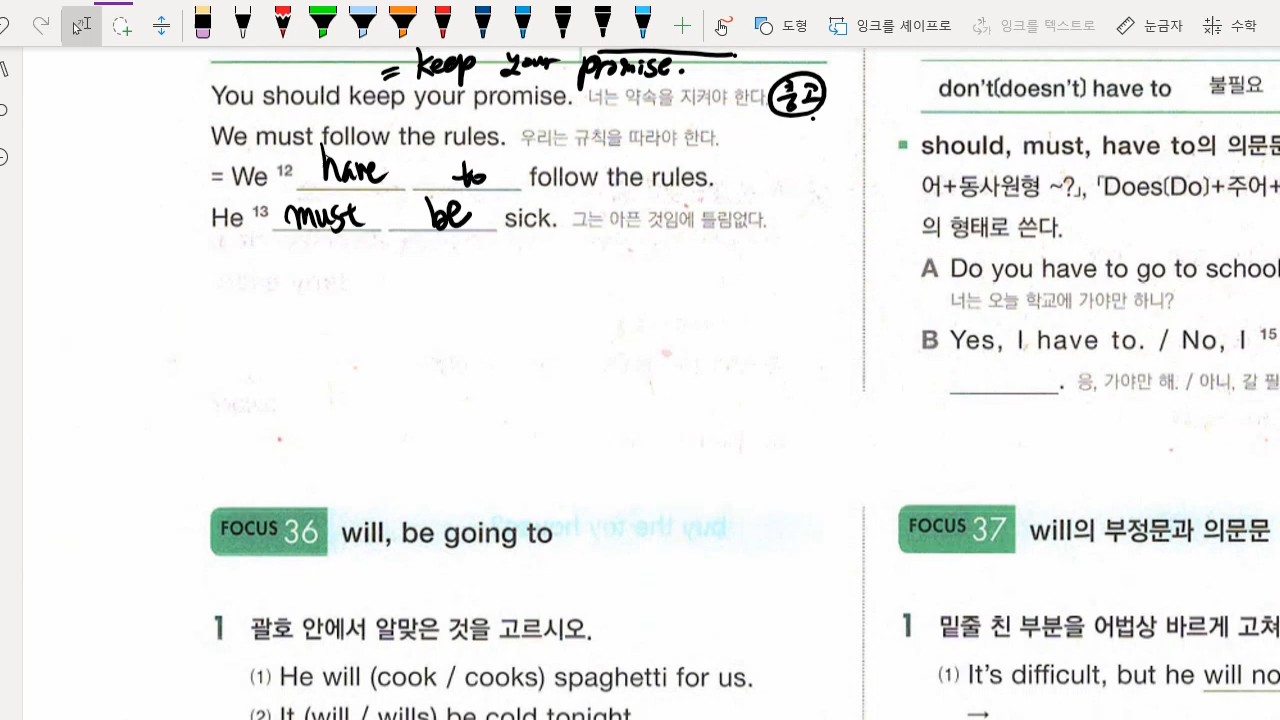 도형 잉크를 셰이프로 잉크를 텍스트로 눈금자 수학
= keep your promise.
You should keep your promise. 너는 약속을 지켜야 한다. 충고
We must follow the rules. 우리는 규칙을 따라야 한다.
= We 12 have to follow the rules.
He 13 must be sick. 그는 아픈 것임에 틀림없다.
don't(doesn't) have to 불필요
should, must, have to의 의문문
어+동사원형 ~?」, 「Does(Do)+주어+
의 형태로 쓴다.
A Do you have to go to school
너는 오늘 학교에 가야만 하니?
B Yes, I have to. / No, I 15
. 응, 가야만 해. / 아니, 갈 필
FOCUS 36 will, be going to
1 괄호 안에서 알맞은 것을 고르시오.
(1) He will (cook / cooks) spaghetti for us.
(2) It (will / wills) be cold tonight.
FOCUS 37 will의 부정문과 의문문
1 밑줄 친 부분을 어법상 바르게 고쳐
(1) It's difficult, but he will no
→